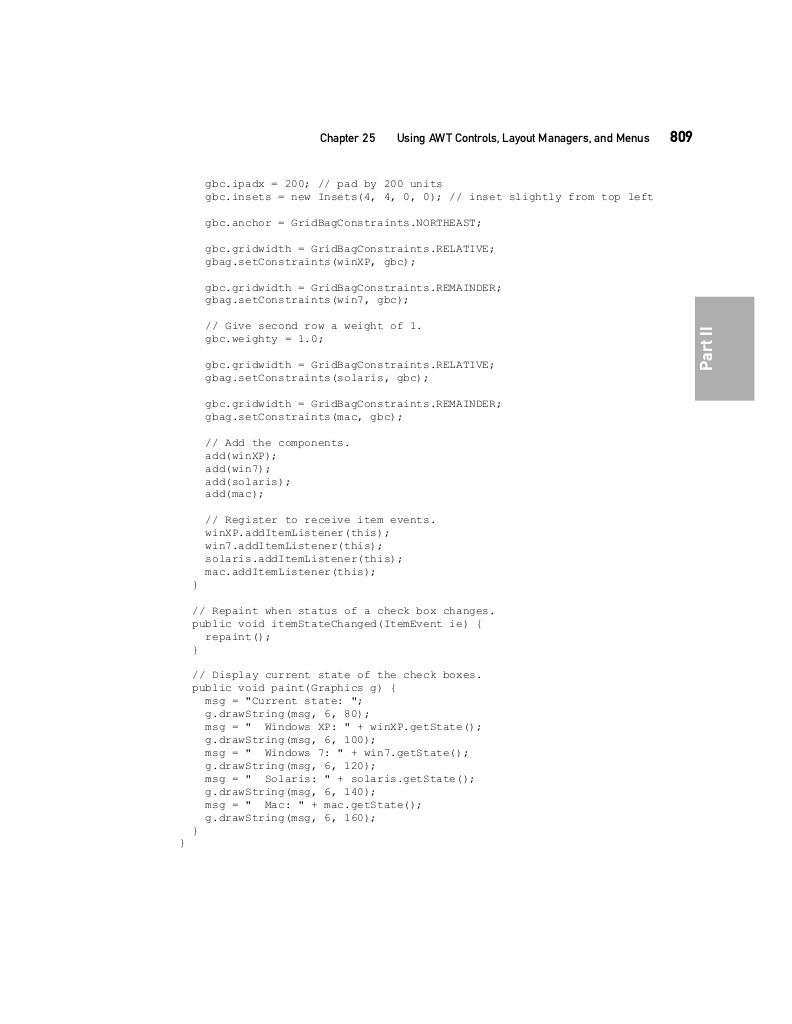 Chapter 25 Using AWT Controls, Layout Managers, and Menus 809
gbc.ipadx = 200; // pad by 200 units
gbc.insets = new Insets(4, 4, 0, 0); // inset slightly from top left
gbc.anchor = GridBagConstraints.NORTHEAST;
gbc.gridwidth = GridBagConstraints.RELATIVE;
gbag.setConstraints(winXP, gbc);
gbc.gridwidth = GridBagConstraints.REMAINDER;
gbag.setConstraints(win7, gbc);
// Give second row a weight of 1.
gbc.weighty = 1.0;
gbc.gridwidth = GridBagConstraints.RELATIVE;
gbag.setConstraints(solaris, gbc);
gbc.gridwidth = GridBagConstraints.REMAINDER;
gbag.setConstraints(mac, gbc);
// Add the components.
add(winXP);
add(win7);
add(solaris);
add(mac);
// Register to receive item events.
winXP.addItemListener(this);
win7.addItemListener(this);
solaris.addItemListener(this);
mac.addItemListener(this);
}
// Repaint when status of a check box changes.
public void itemStateChanged(ItemEvent ie) {
repaint();
}
// Display current state of the check boxes.
public void paint(Graphics g) {
msg = "Current state: ";
g.drawString(msg, 6, 80);
msg = "  Windows XP: " + winXP.getState();
g.drawString(msg, 6, 100);
msg = "  Windows 7: " + win7.getState();
g.drawString(msg, 6, 120);
msg = "  Solaris: " + solaris.getState();
g.drawString(msg, 6, 140);
msg = "  Mac: " + mac.getState();
g.drawString(msg, 6, 160);
}
}
Part II